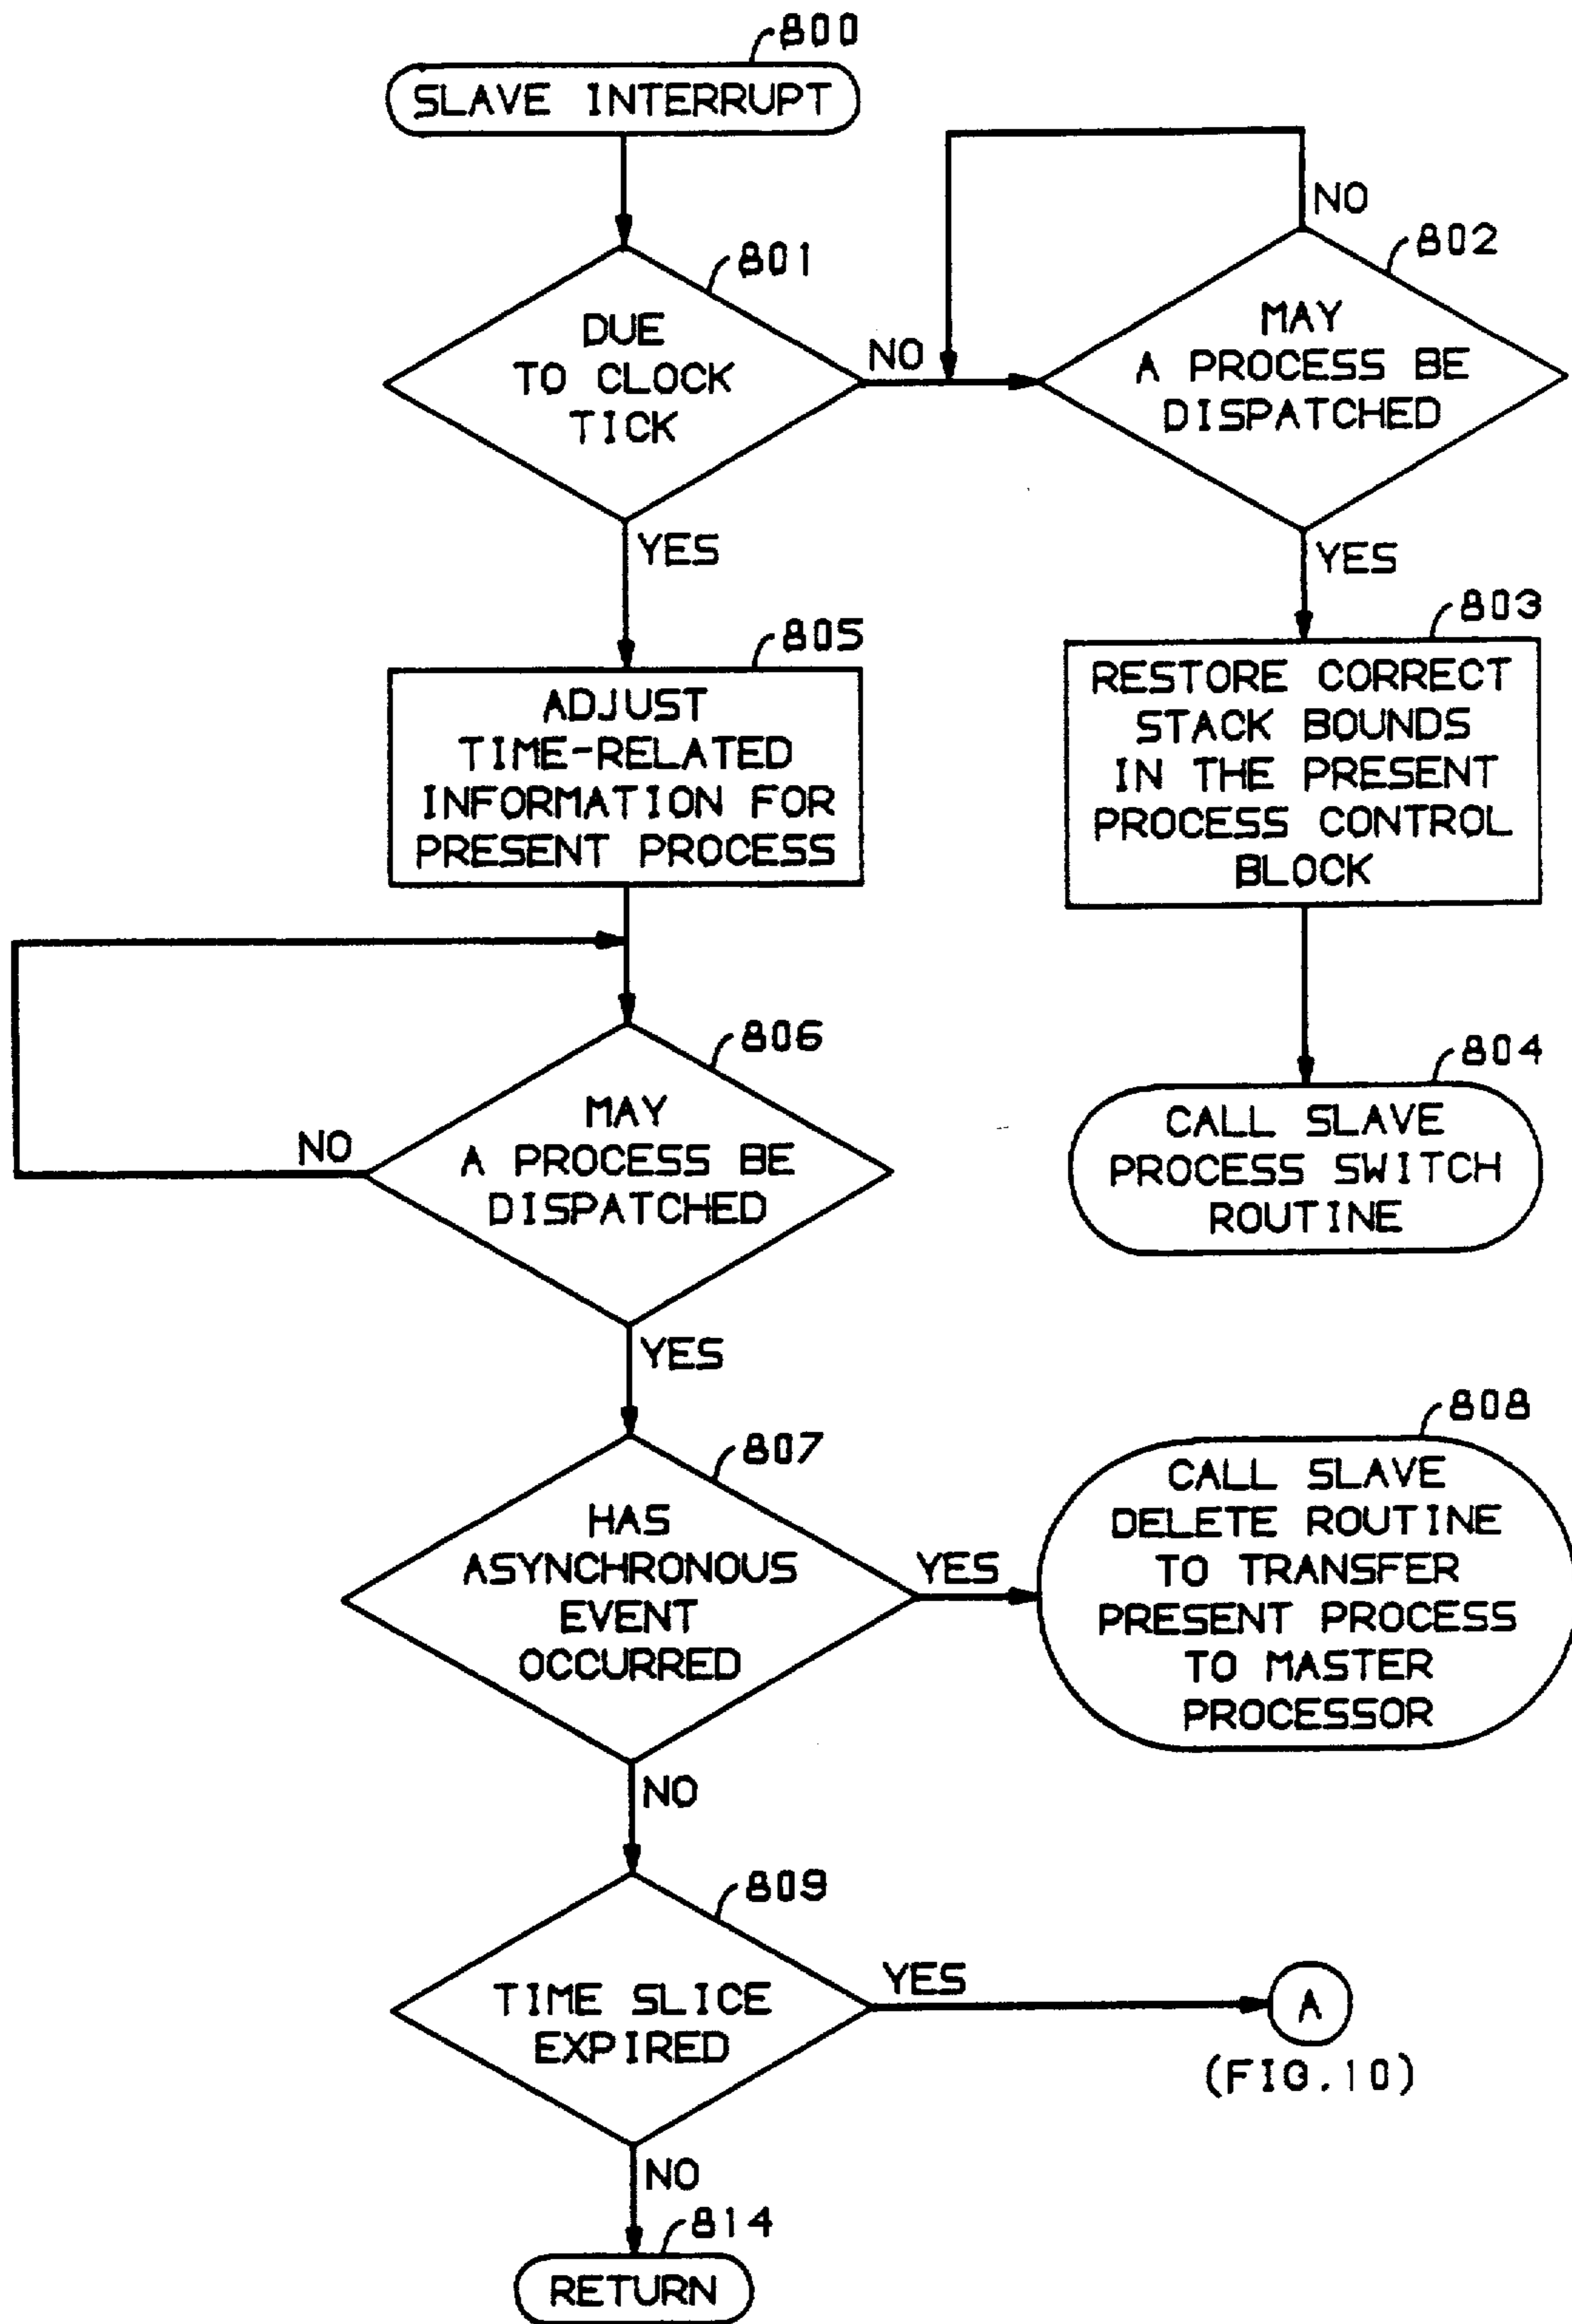 800
SLAVE INTERRUPT
801
DUE
TO CLOCK
TICK
NO
YES
NO
802
MAY
A PROCESS BE
DISPATCHED
YES
803
RESTORE CORRECT
STACK BOUNDS
IN THE PRESENT
PROCESS CONTROL
BLOCK
804
CALL SLAVE
PROCESS SWITCH
ROUTINE
805
ADJUST
TIME-RELATED
INFORMATION FOR
PRESENT PROCESS
806
MAY
A PROCESS BE
DISPATCHED
NO
YES
807
HAS
ASYNCHRONOUS
EVENT
OCCURRED
YES
808
CALL SLAVE
DELETE ROUTINE
TO TRANSFER
PRESENT PROCESS
TO MASTER
PROCESSOR
NO
809
TIME SLICE
EXPIRED
YES
A
(FIG.10)
NO
814
RETURN